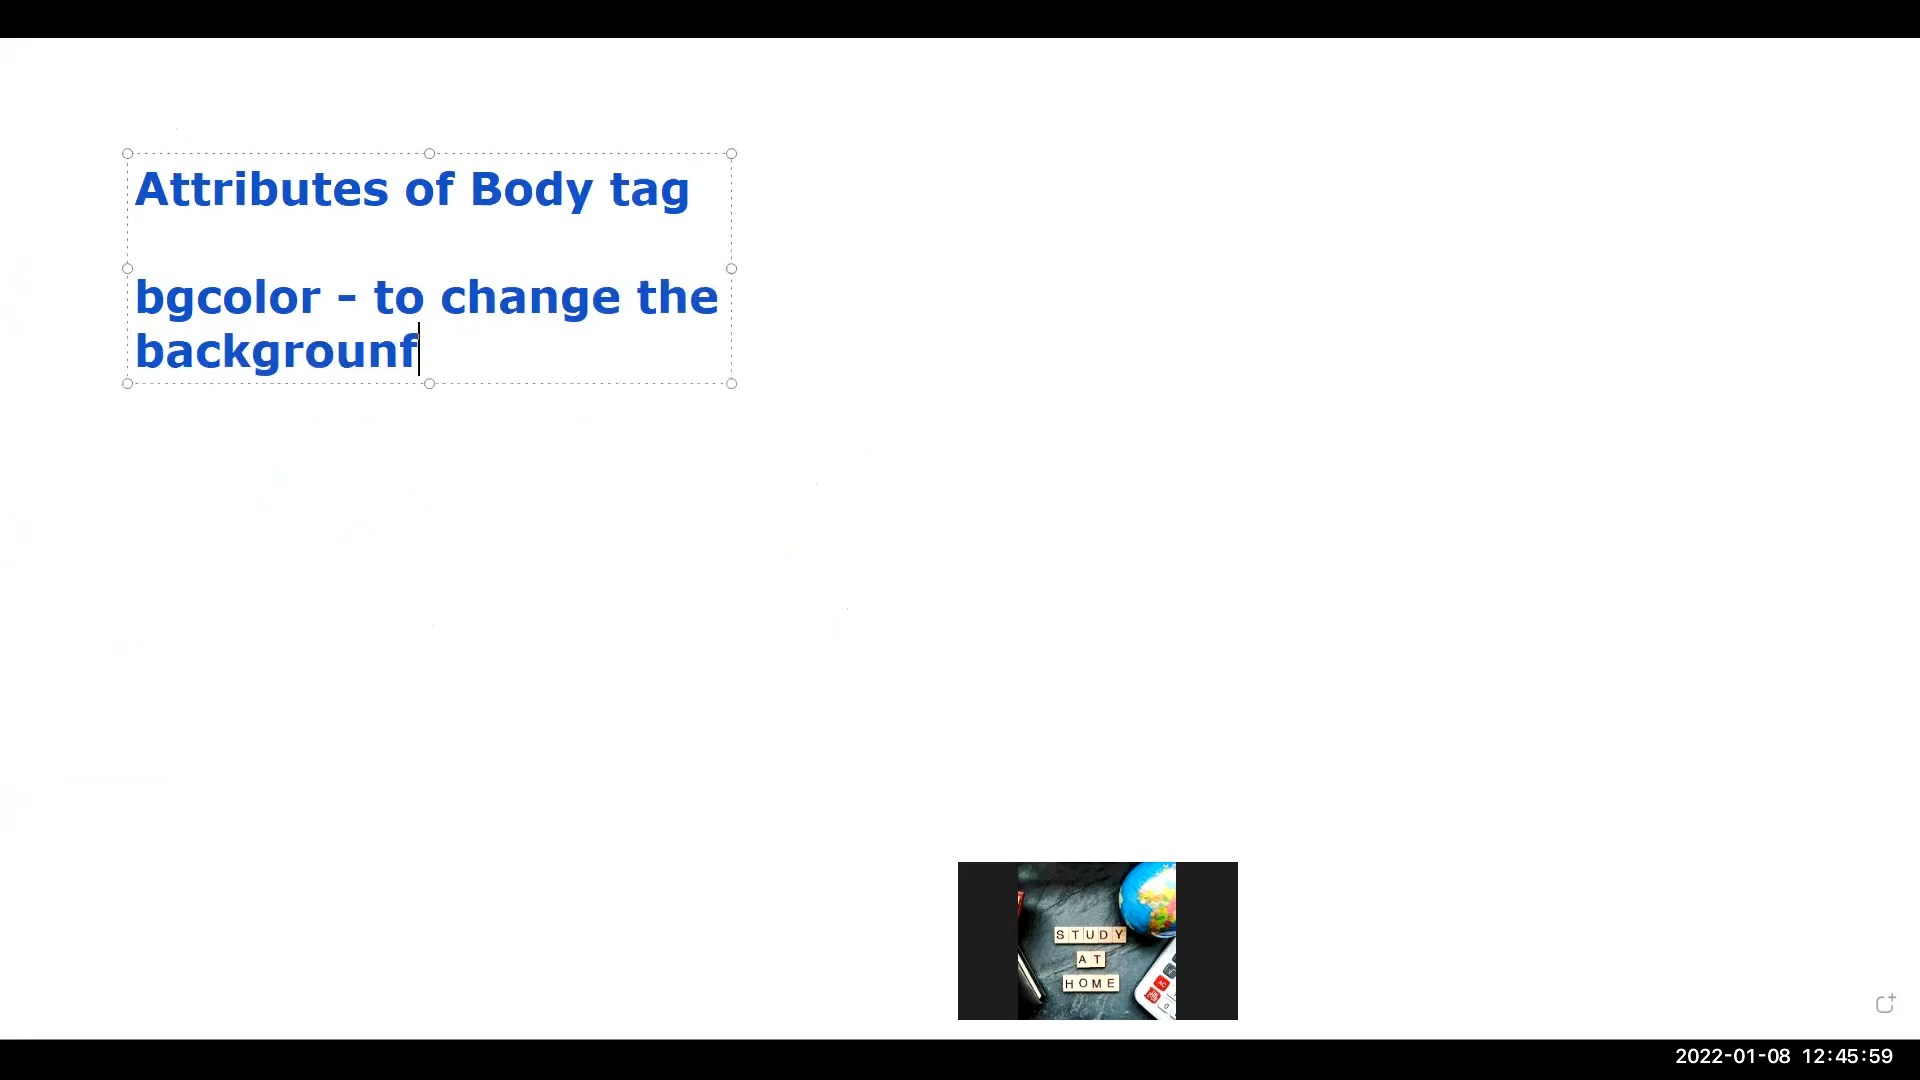 Attributes of Body tag
bgcolor - to change the
backgrounf
STUDY
AT
HOME
2022-01-08 12:45:59